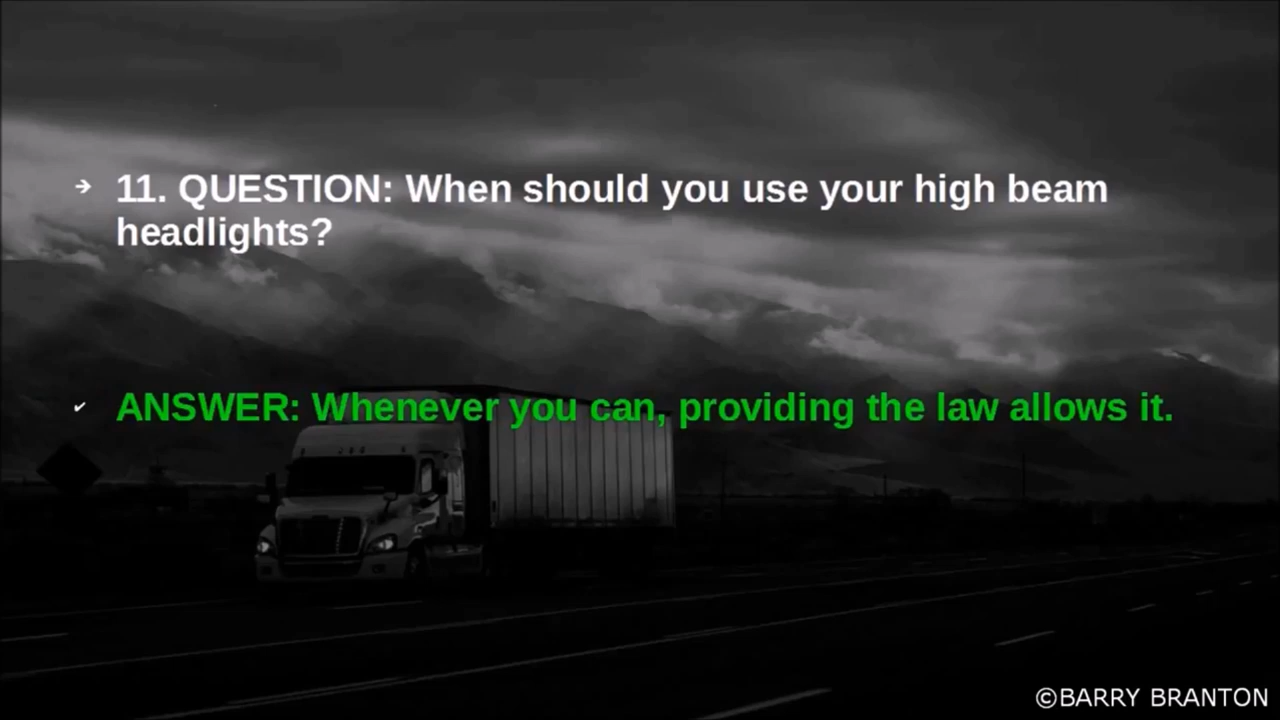 11. QUESTION: When should you use your high beam
headlights?
ANSWER: Whenever you can, providing the law allows it.
©BARRY BRANTON